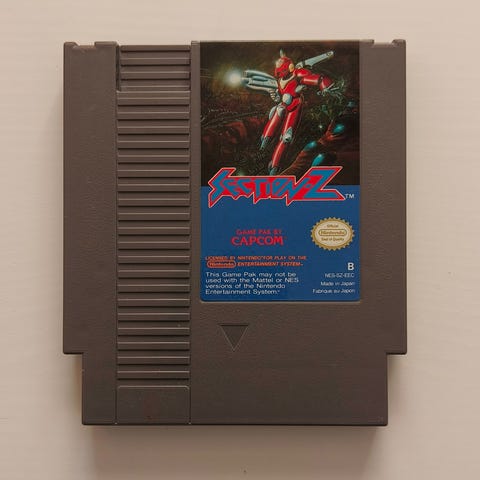 SECTION-Z™
GAME PAK BY
CAPCOM
Official
Nintendo
Seal of Quality
LICENSED BY NINTENDO FOR PLAY ON THE
Nintendo ENTERTAINMENT SYSTEM™
This Game Pak may not be
used with the Mattel or NES
versions of the Nintendo
Entertainment System.
B
NES-SZ-EEC
Made in Japan
Fabriqué au Japon